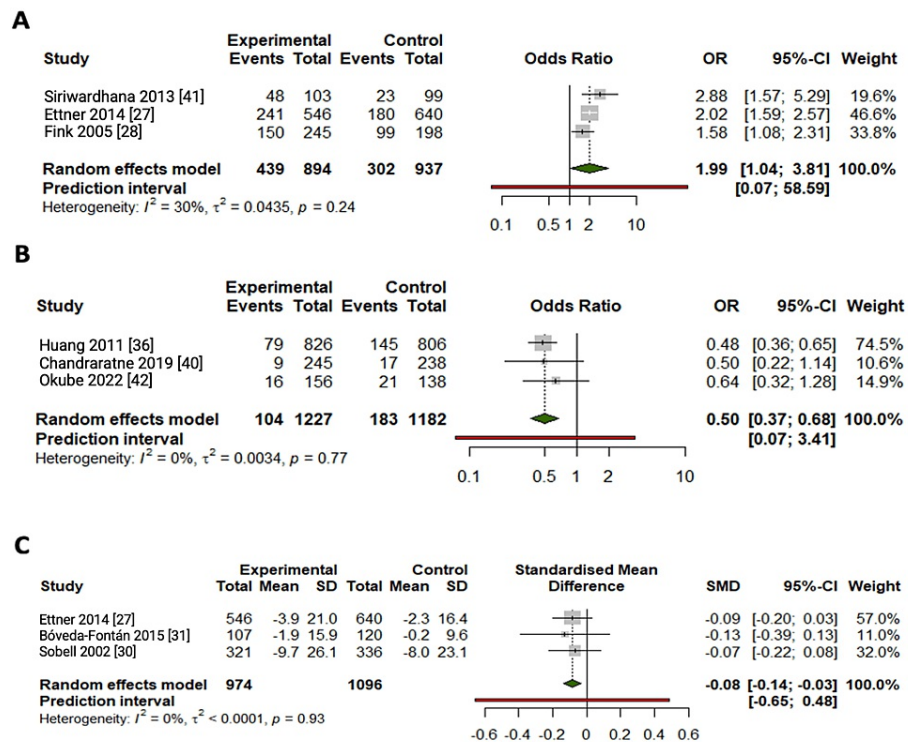 A
Experimental Control
Study Events Total Events Total Odds Ratio OR 95%-CI Weight
Siriwardhana 2013 [41] 48 103 23 99 2.88 [1.57; 5.29] 19.6%
Ettner 2014 [27] 241 546 180 640 2.02 [1.59; 2.57] 46.6%
Fink 2005 [28] 150 245 99 198 1.58 [1.08; 2.31] 33.8%
Random effects model 439 894 302 937 1.99 [1.04; 3.81] 100.0%
Prediction interval [0.07; 58.59]
Heterogeneity: I² = 30%, τ² = 0.0435, p = 0.24
0.1 0.5 1 2 10
B
Experimental Control
Study Events Total Events Total Odds Ratio OR 95%-CI Weight
Huang 2011 [36] 79 826 145 806 0.48 [0.36; 0.65] 74.5%
Chandraratne 2019 [40] 9 245 17 238 0.50 [0.22; 1.14] 10.6%
Okube 2022 [42] 16 156 21 138 0.64 [0.32; 1.28] 14.9%
Random effects model 104 1227 183 1182 0.50 [0.37; 0.68] 100.0%
Prediction interval [0.07; 3.41]
Heterogeneity: I² = 0%, τ² = 0.0034, p = 0.77
0.1 0.5 1 2 10
C
Experimental Control Standardised Mean
Study Total Mean SD Total Mean SD Difference SMD 95%-CI Weight
Ettner 2014 [27] 546 -3.9 21.0 640 -2.3 16.4 -0.09 [-0.20; 0.03] 57.0%
Bóveda-Fontán 2015 [31] 107 -1.9 15.9 120 -0.2 9.6 -0.13 [-0.39; 0.13] 11.0%
Sobell 2002 [30] 321 -9.7 26.1 336 -8.0 23.1 -0.07 [-0.22; 0.08] 32.0%
Random effects model 974 1096 -0.08 [-0.14; -0.03] 100.0%
Prediction interval [-0.65; 0.48]
Heterogeneity: I² = 0%, τ² < 0.0001, p = 0.93
-0.6 -0.4 -0.2 0 0.2 0.4 0.6